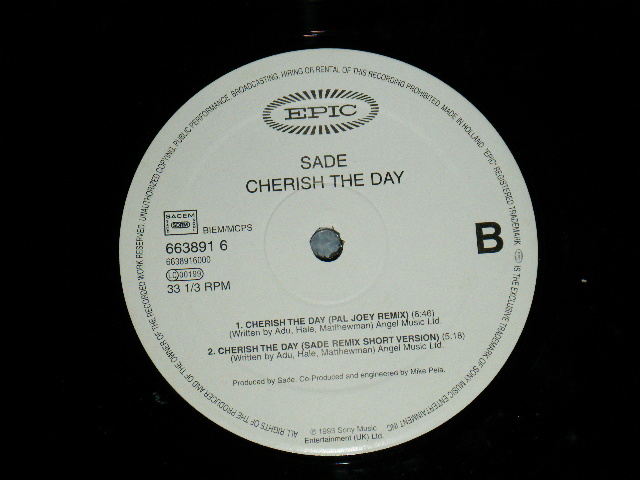 ALL RIGHTS OF THE PRODUCER AND OF THE OWNER OF THE RECORDED WORK RESERVED. UNAUTHORIZED COPYING, PUBLIC PERFORMANCE, BROADCASTING, HIRING OR RENTAL OF THIS RECORDING PROHIBITED. MADE IN HOLLAND. "EPIC" REGISTERED TRADEMARK. IS THE EXCLUSIVE TRADEMARK OF SONY MUSIC ENTERTAINMENT INC.
EPIC
SADE
CHERISH THE DAY
SACEM
BIEM/MCPS
663891 6
6638916000
LC 00199
33 1/3 RPM
B
1. CHERISH THE DAY (PAL JOEY REMIX) (6:46)
(Written by Adu, Hale, Matthewman) Angel Music Ltd.
2. CHERISH THE DAY (SADE REMIX SHORT VERSION) (5.18)
(Written by Adu, Hale, Matthewman) Angel Music Ltd.
Produced by Sade. Co Produced and engineered by Mike Pela.
℗ 1993 Sony Music
Entertainment (UK) Ltd.